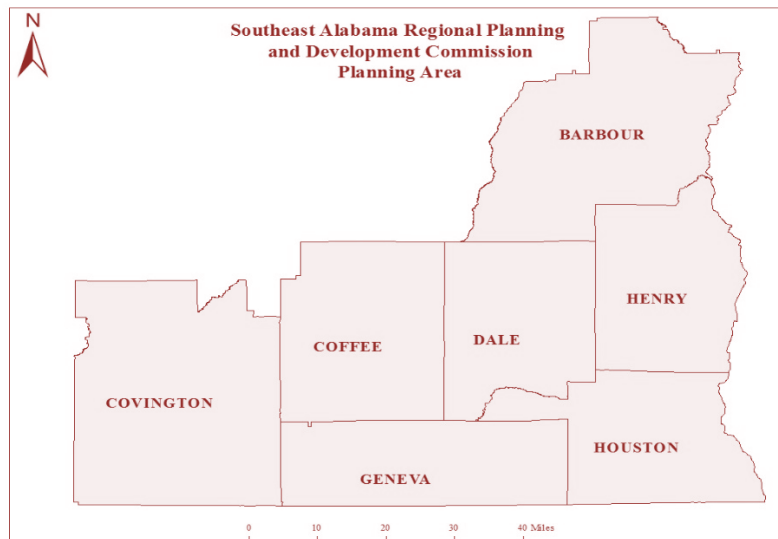 N
Southeast Alabama Regional Planning
and Development Commission
Planning Area
BARBOUR
HENRY
COFFEE
DALE
COVINGTON
HOUSTON
GENEVA
0 10 20 30 40 Miles